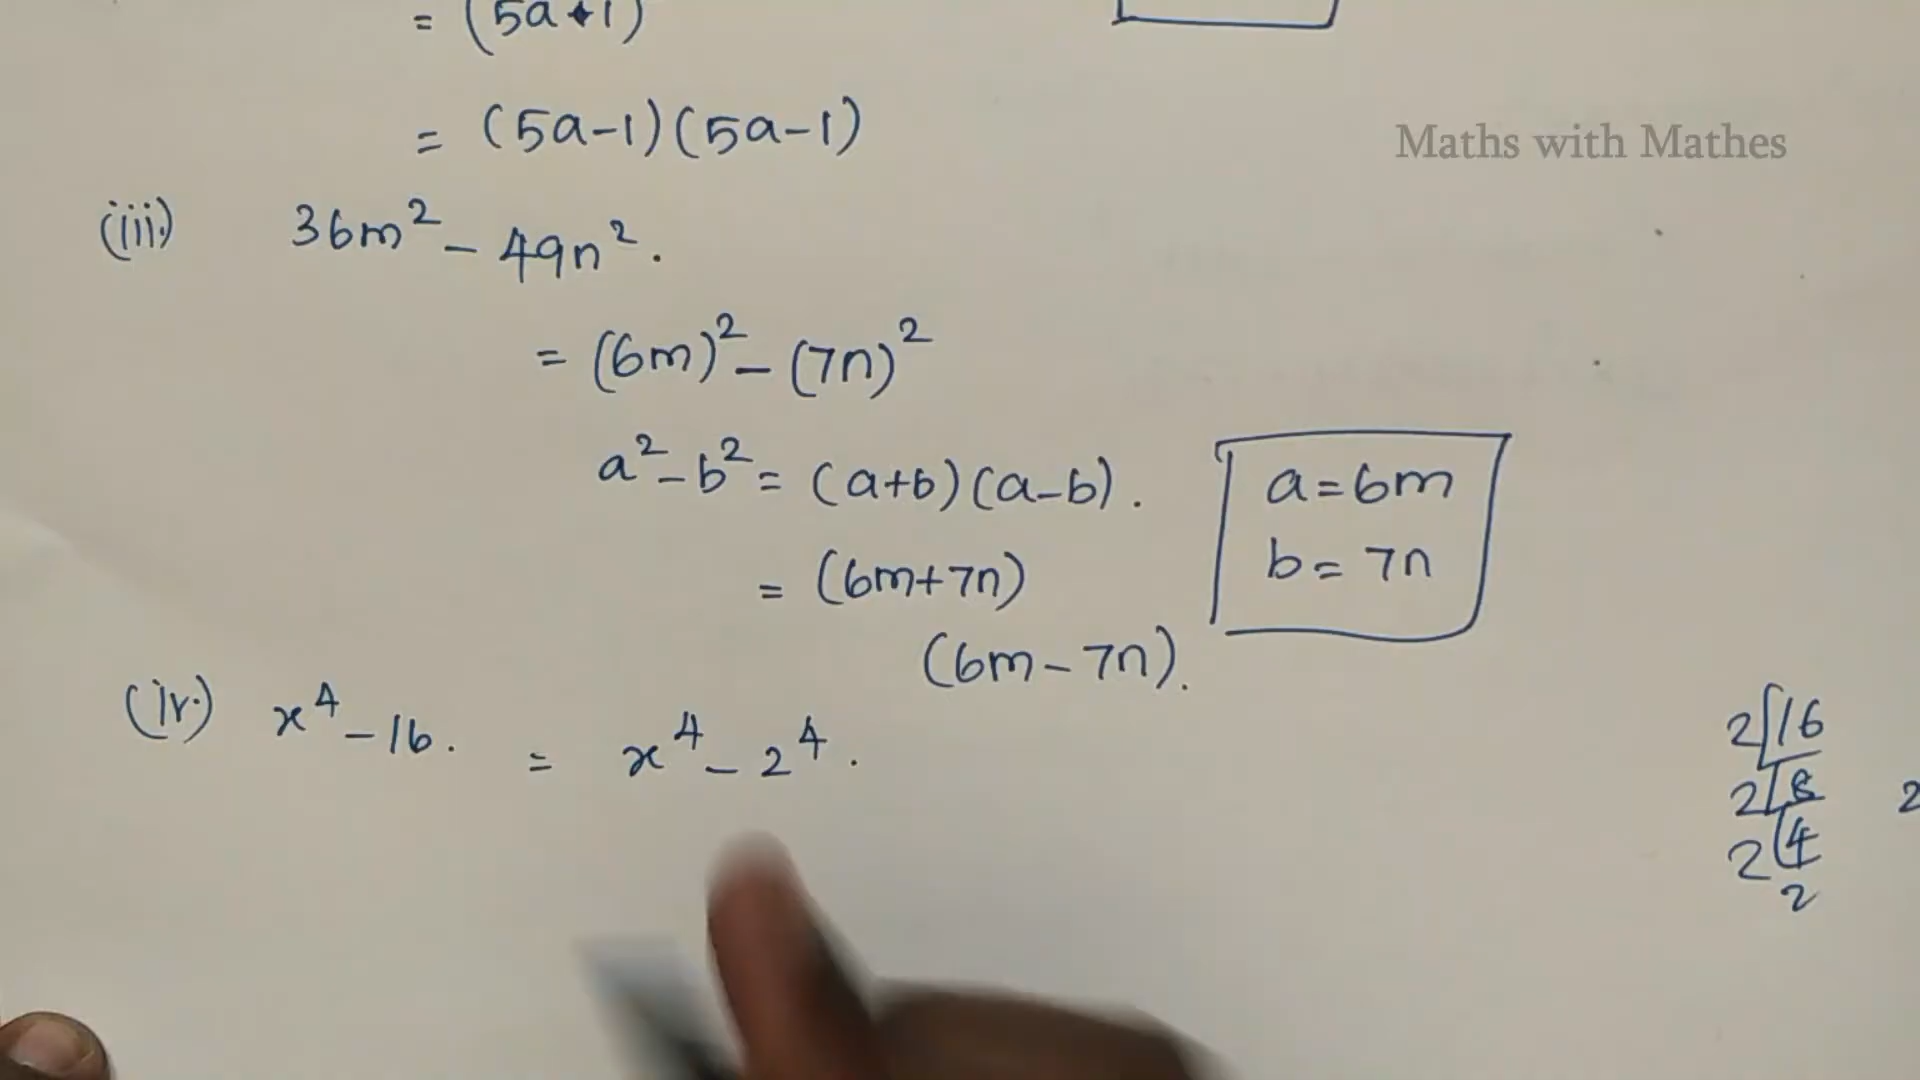 = (5a+1)
= (5a-1)(5a-1)
Maths with Mathes
(iii) 36m² - 49n².
= (6m)² - (7n)²
a² - b² = (a+b)(a-b).
a = 6m
b = 7n
= (6m+7n)
(6m-7n).
(iv.) x⁴ - 16. = x⁴ - 2⁴.
2 16
2 8
2 4
2
2